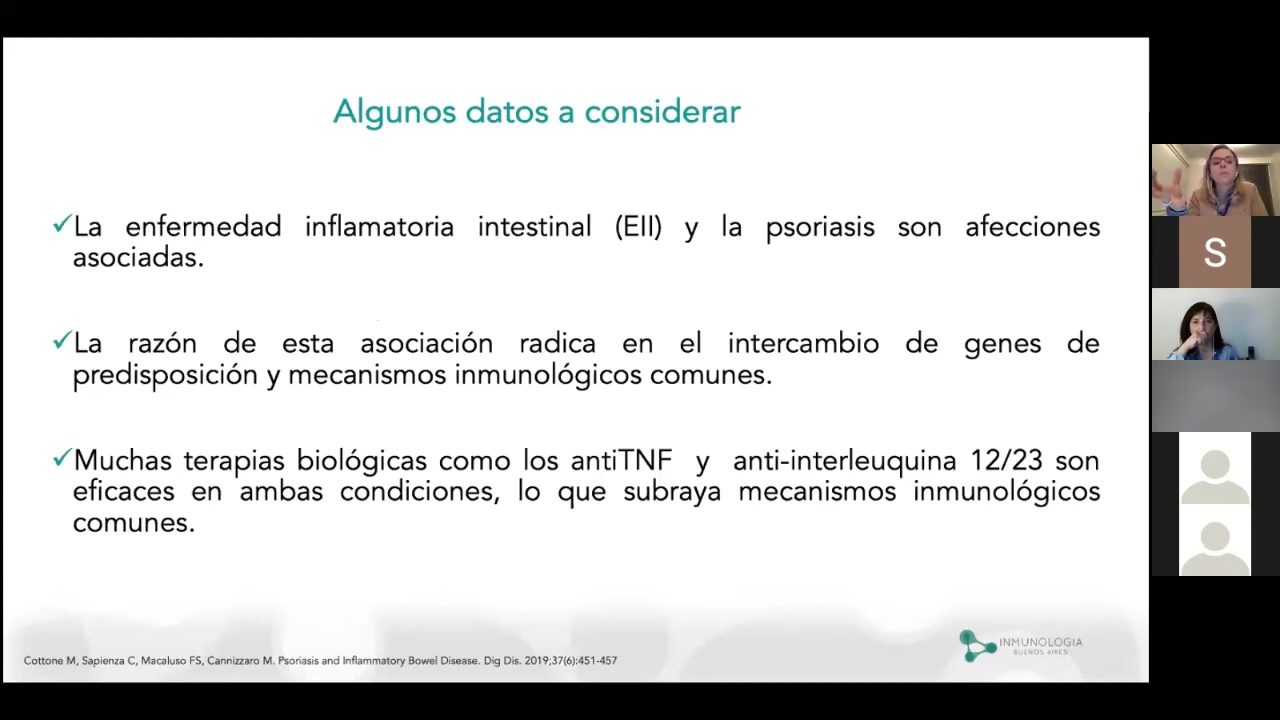 Algunos datos a considerar
✓La enfermedad inflamatoria intestinal (EII) y la psoriasis son afecciones
asociadas.
✓La razón de esta asociación radica en el intercambio de genes de
predisposición y mecanismos inmunológicos comunes.
✓Muchas terapias biológicas como los antiTNF y anti-interleuquina 12/23 son
eficaces en ambas condiciones, lo que subraya mecanismos inmunológicos
comunes.
Cottone M, Sapienza C, Macaluso FS, Cannizzaro M. Psoriasis and Inflammatory Bowel Disease. Dig Dis. 2019;37(6):451-457
INMUNOLOGIA
BUENOS AIRES
S